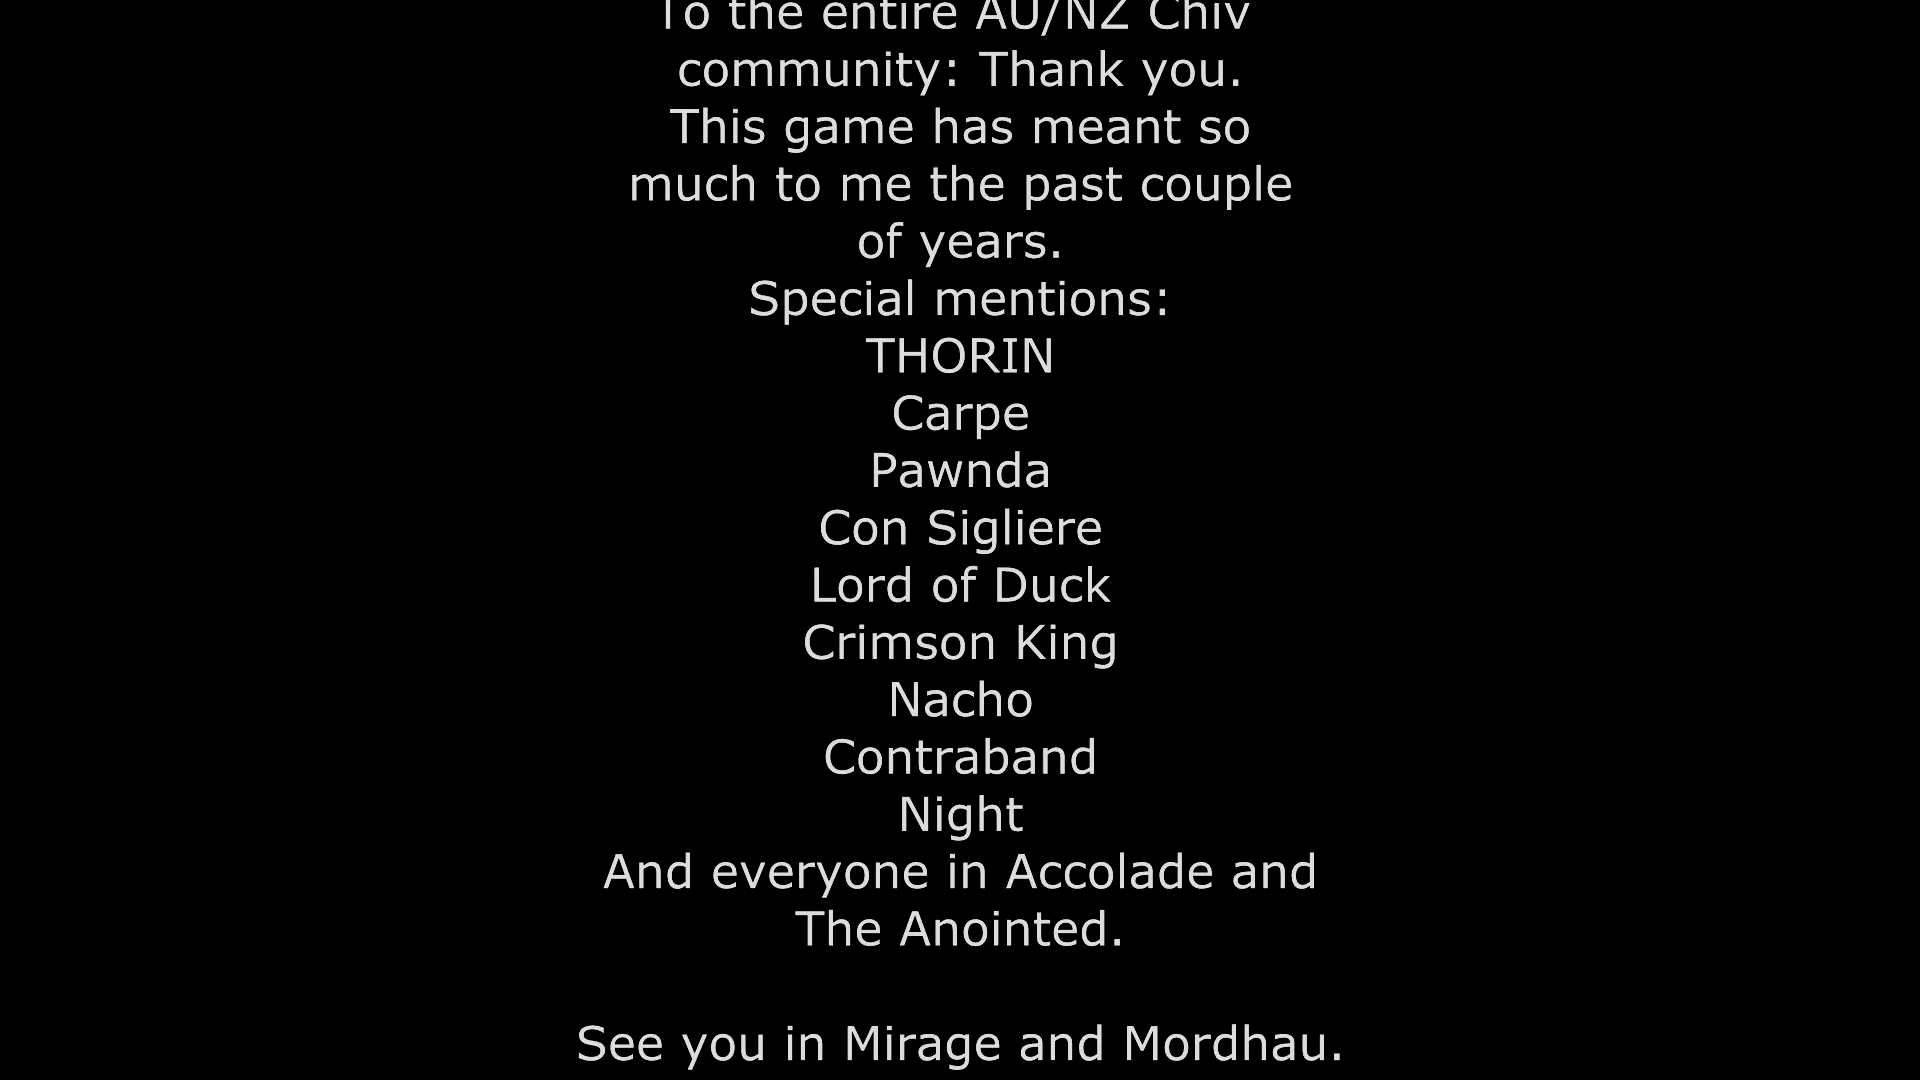 To the entire AU/NZ Chiv
community: Thank you.
This game has meant so
much to me the past couple
of years.
Special mentions:
THORIN
Carpe
Pawnda
Con Sigliere
Lord of Duck
Crimson King
Nacho
Contraband
Night
And everyone in Accolade and
The Anointed.
See you in Mirage and Mordhau.